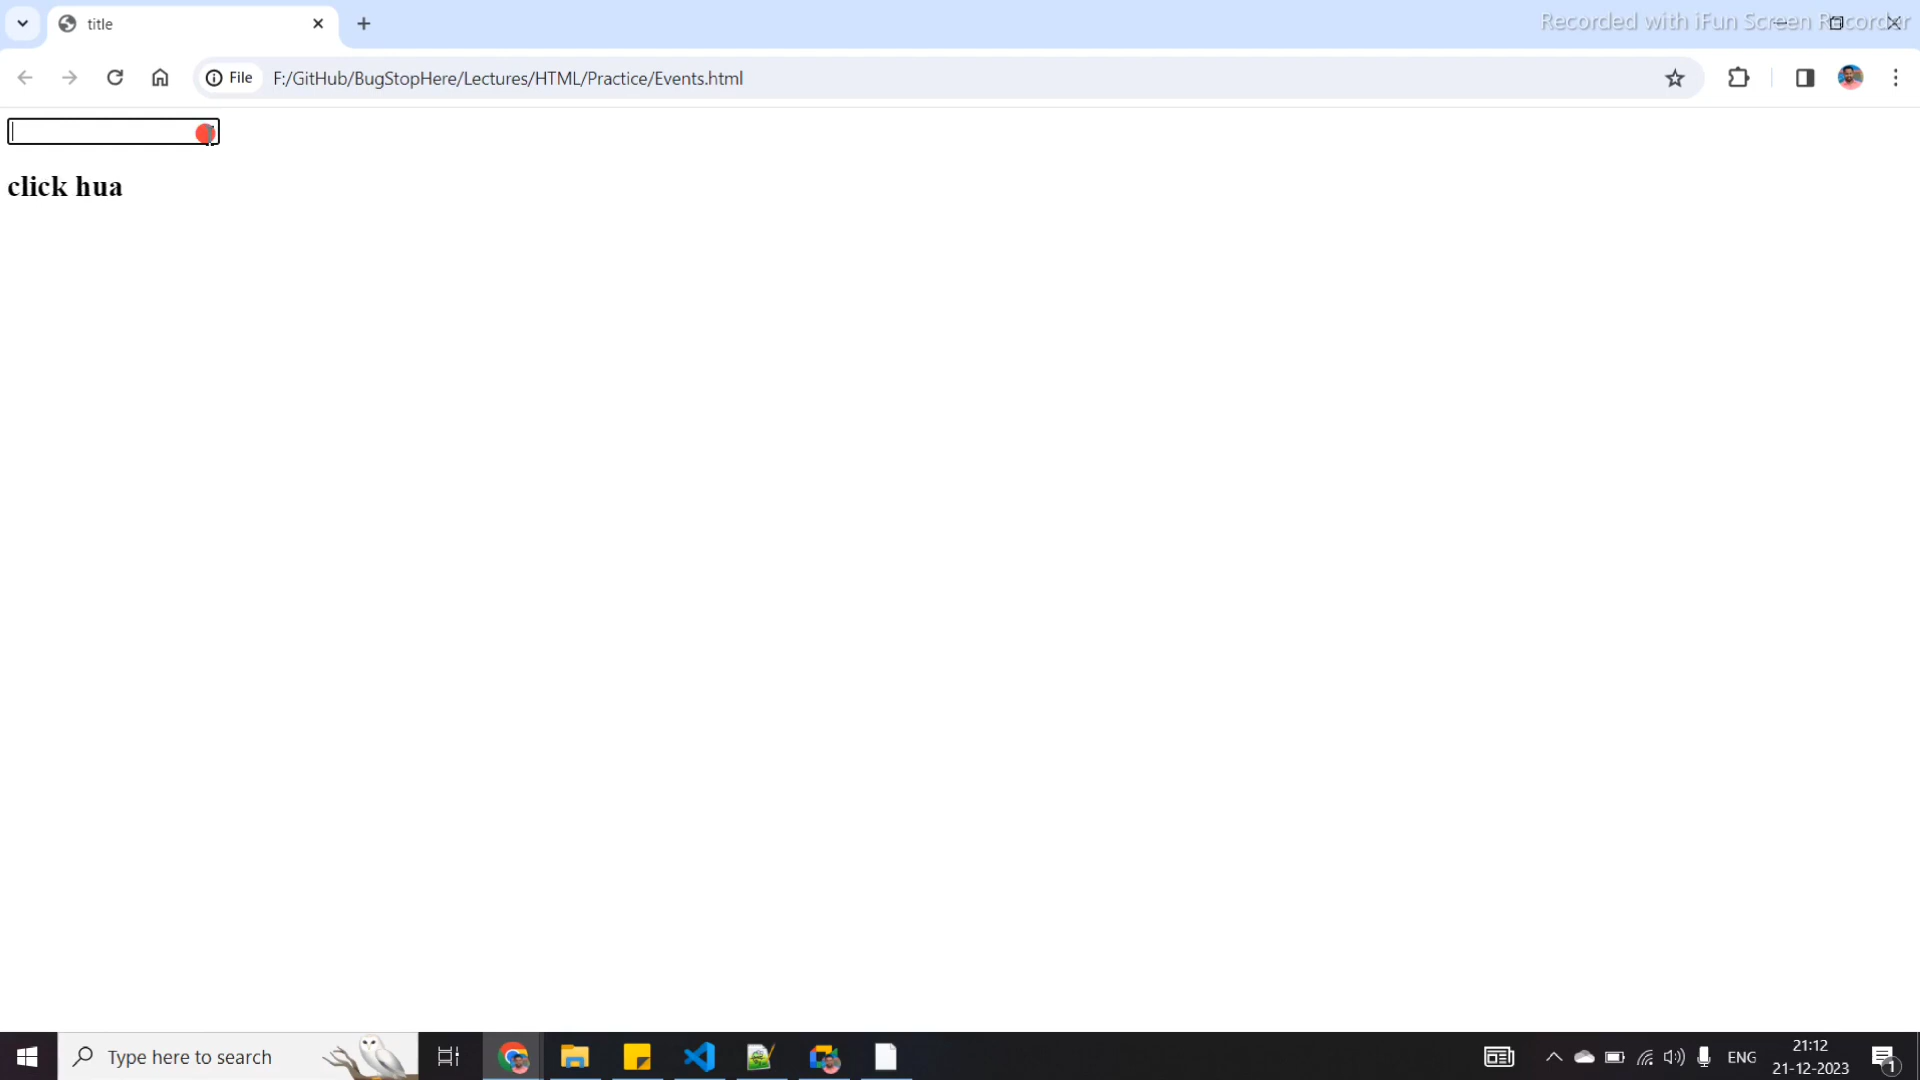 title
Recorded with iFun Screen Recorder
File
F:/GitHub/BugStopHere/Lectures/HTML/Practice/Events.html
click hua
Type here to search
ENG
21:12
21-12-2023
1